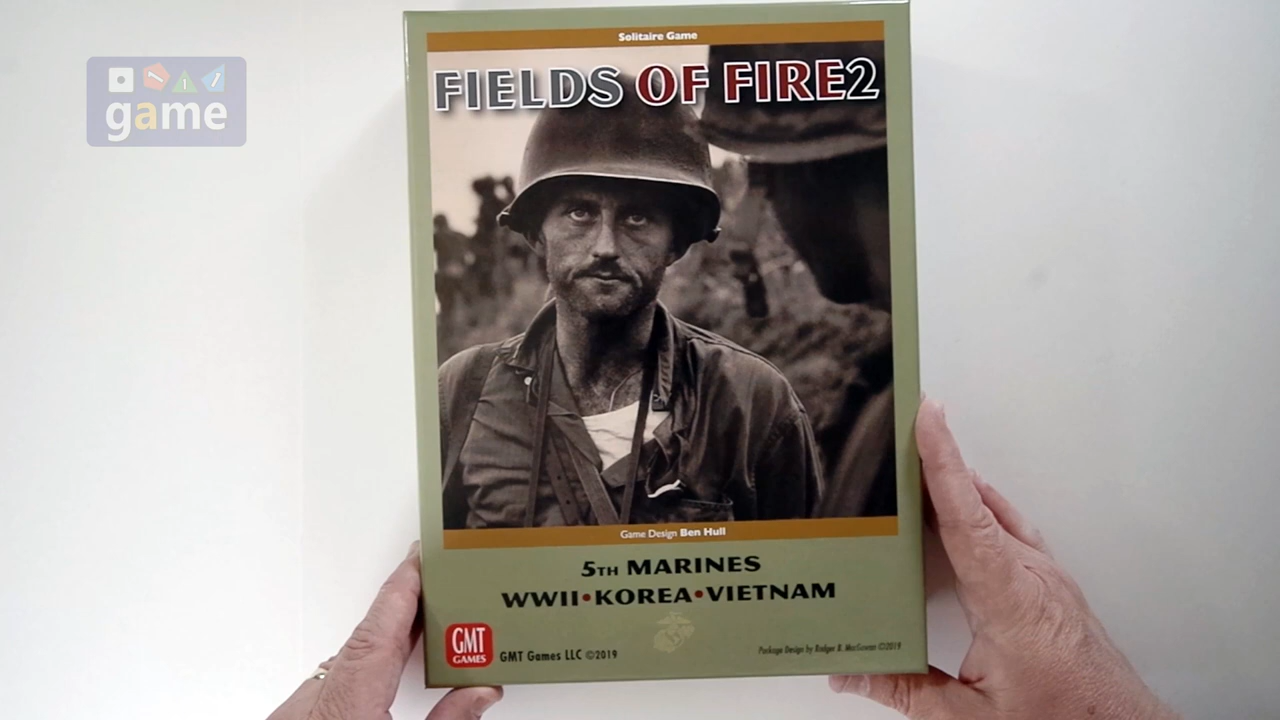 game
Solitaire Game
FIELDS OF FIRE2
Game Design Ben Hull
5TH MARINES
WWII•KOREA•VIETNAM
GMT
GAMES
GMT Games LLC ©2019
Package Design by Rodger B. MacGowan ©2019